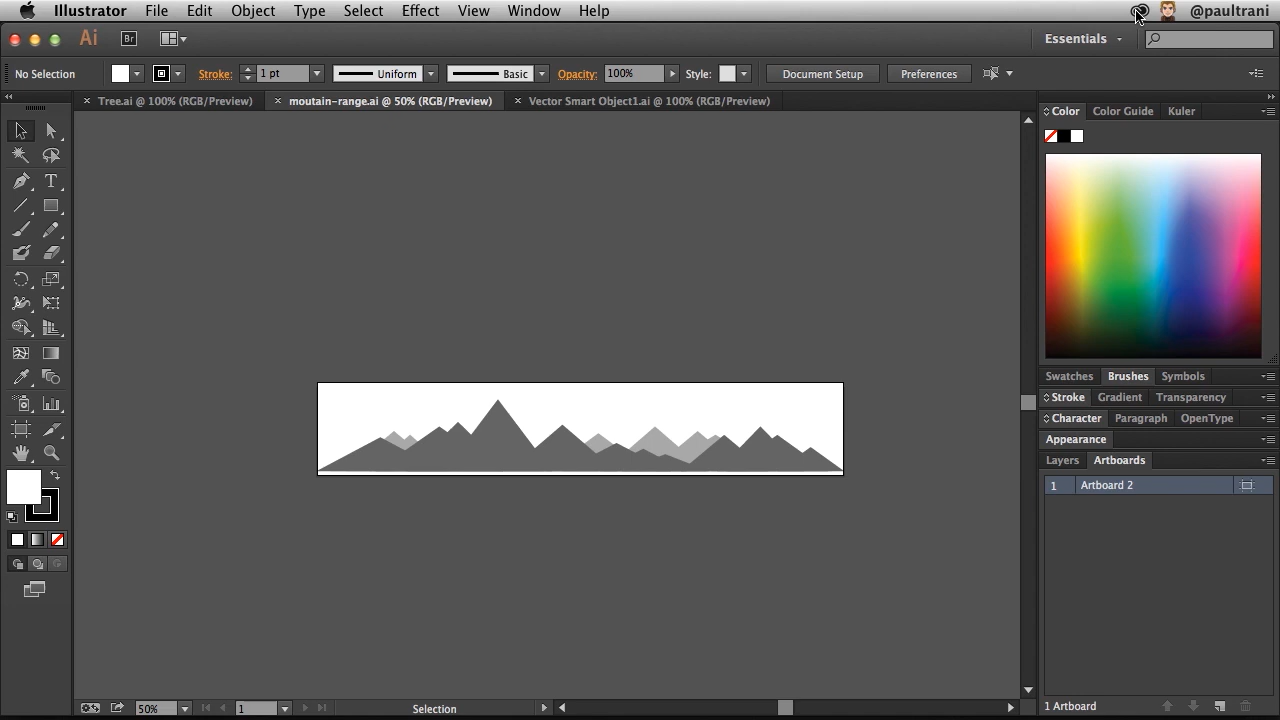 Illustrator File Edit Object Type Select Effect View Window Help @paultrani
Ai Br Essentials
No Selection Stroke: 1 pt Uniform Basic Opacity: 100% Style: Document Setup Preferences
× Tree.ai @ 100% (RGB/Preview) × moutain-range.ai @ 50% (RGB/Preview) × Vector Smart Object1.ai @ 100% (RGB/Preview)
Color Color Guide Kuler
Swatches Brushes Symbols
Stroke Gradient Transparency
Character Paragraph OpenType
Appearance
Layers Artboards
1 Artboard 2
50% 1 Selection
1 Artboard